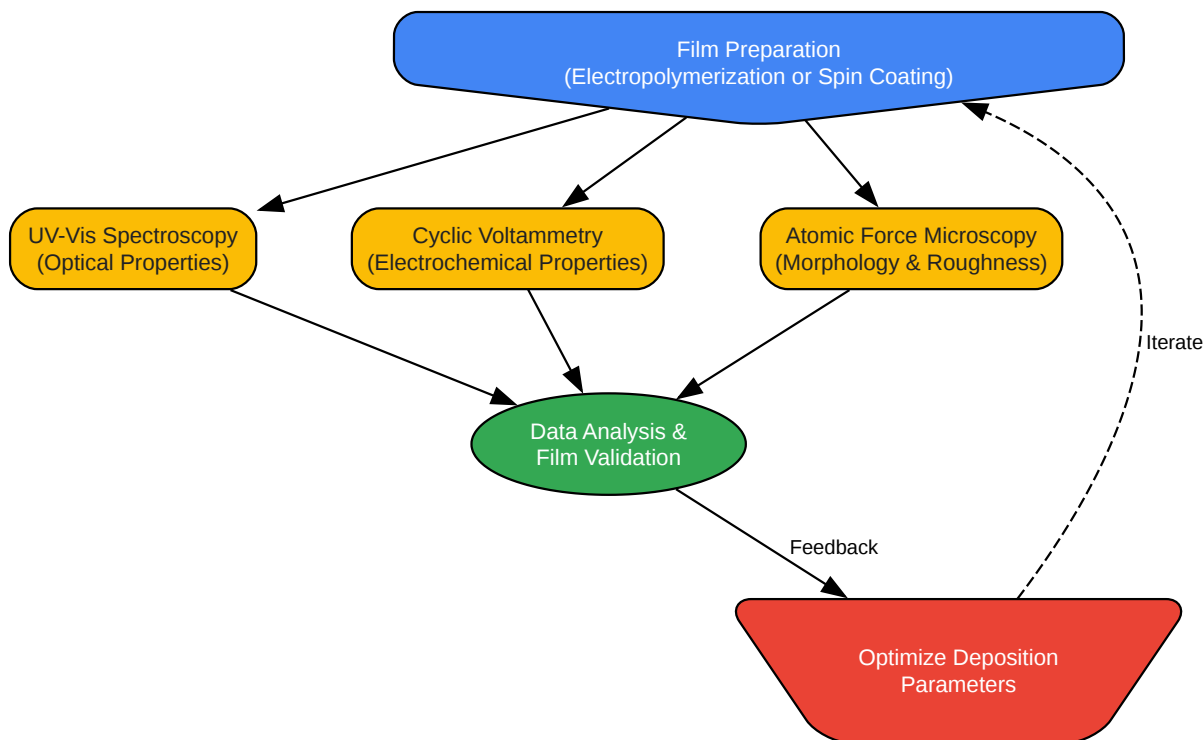 Film Preparation
(Electropolymerization or Spin Coating)
UV-Vis Spectroscopy
(Optical Properties)
Cyclic Voltammetry
(Electrochemical Properties)
Atomic Force Microscopy
(Morphology & Roughness)
Iterate
Data Analysis &
Film Validation
Feedback
Optimize Deposition
Parameters